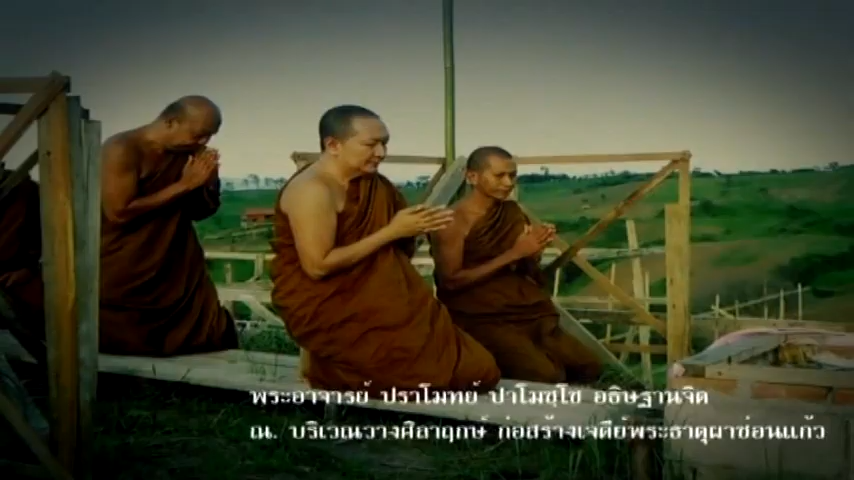 พระอาจารย์ ปราโมทย์ ปาโมชฺโช อธิษฐานจิต
ณ. บริเวณวางศิลาฤกษ์ ก่อสร้างเจดีย์พระธาตุผาซ่อนแก้ว